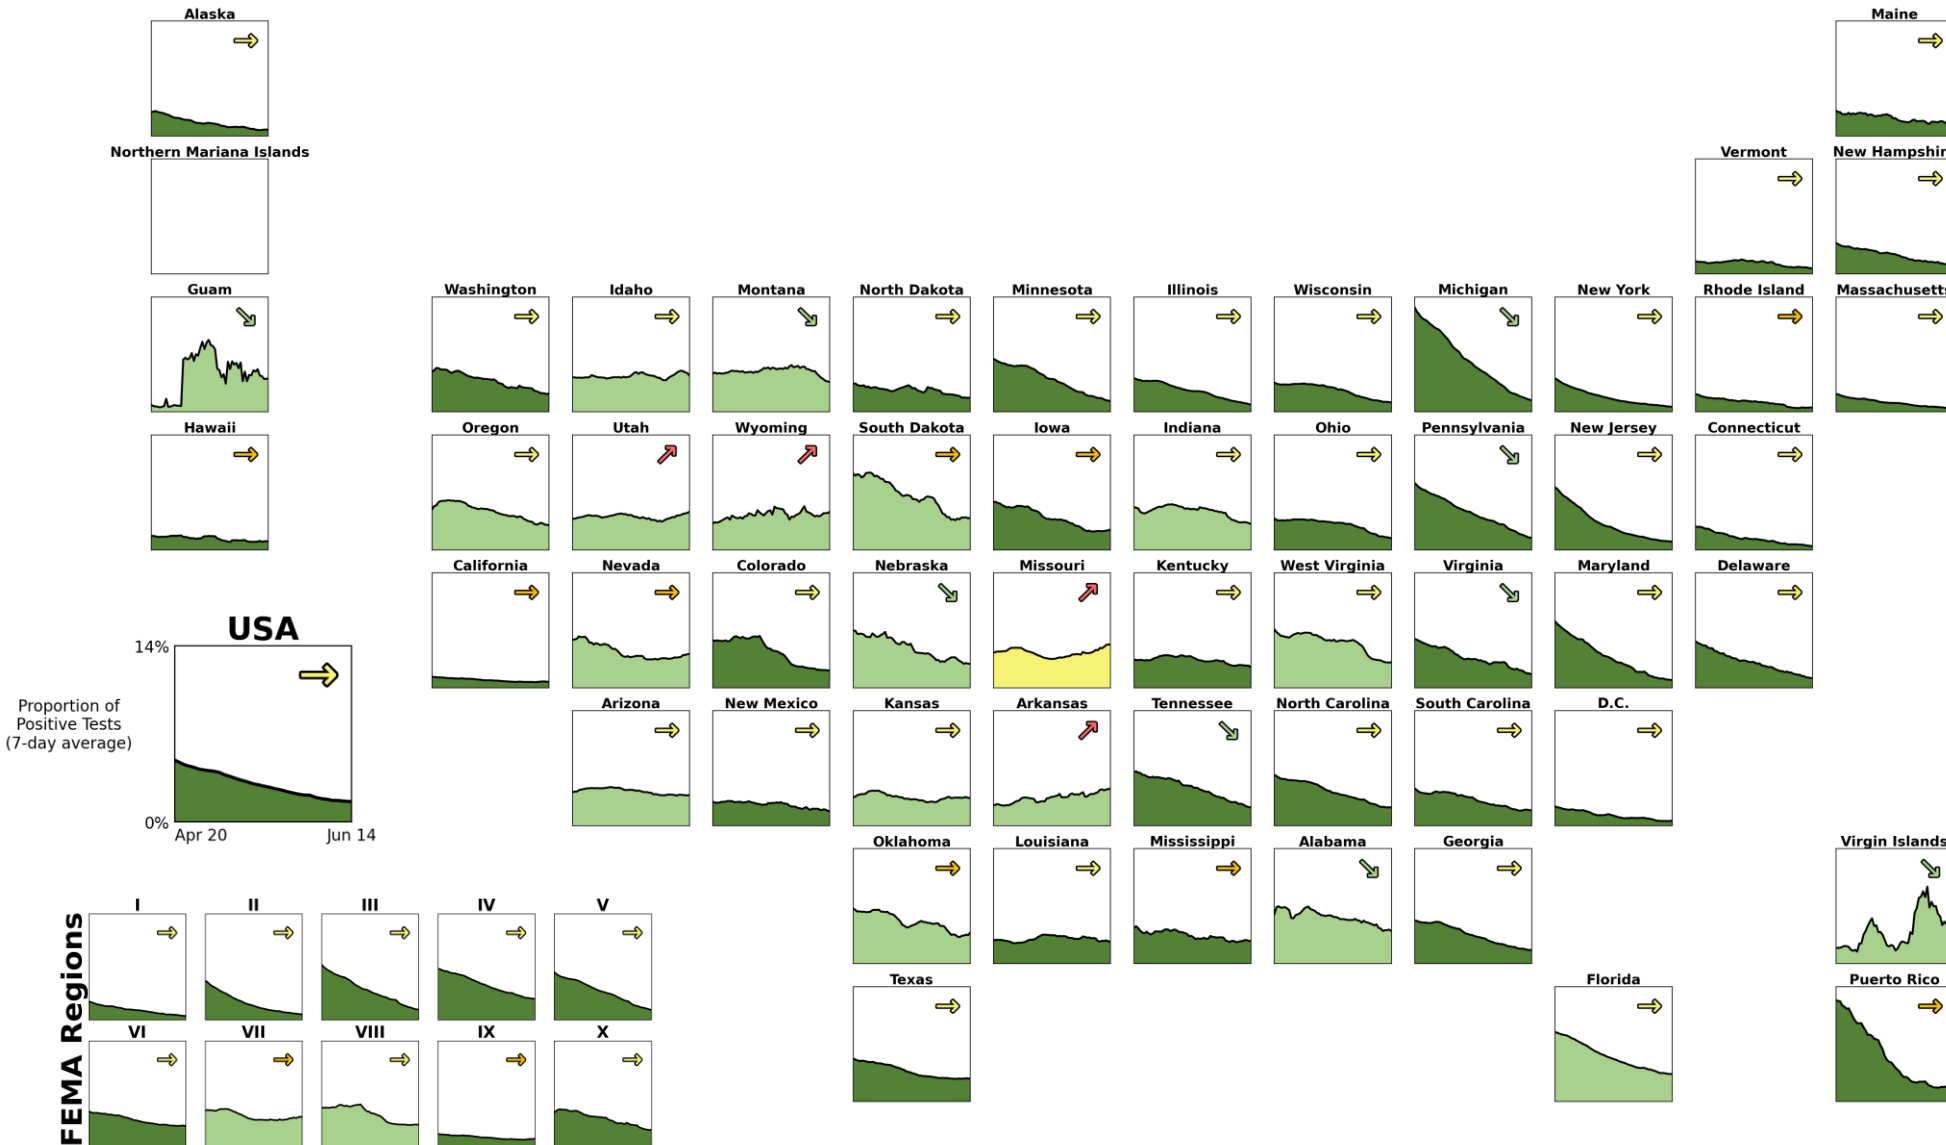 Alaska
Maine
Northern Mariana Islands
Vermont
New Hampshir
Guam
Washington
Idaho
Montana
North Dakota
Minnesota
Illinois
Wisconsin
Michigan
New York
Rhode Island
Massachusetts
Hawaii
Oregon
Utah
Wyoming
South Dakota
Iowa
Indiana
Ohio
Pennsylvania
New Jersey
Connecticut
California
Nevada
Colorado
Nebraska
Missouri
Kentucky
West Virginia
Virginia
Maryland
Delaware
USA
14%
Proportion of
Positive Tests
(7-day average)
0%
Apr 20
Jun 14
Arizona
New Mexico
Kansas
Arkansas
Tennessee
North Carolina
South Carolina
D.C.
Oklahoma
Louisiana
Mississippi
Alabama
Georgia
Virgin Islands
Texas
Florida
Puerto Rico
FEMA Regions
I
II
III
IV
V
VI
VII
VIII
IX
X